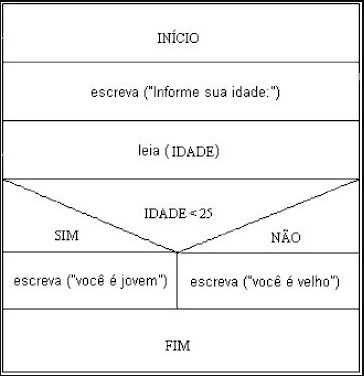 INÍCIO
escreva ("Informe sua idade:")
leia (IDADE)
IDADE < 25
SIM NÃO
escreva ("você é jovem") escreva ("você é velho")
FIM